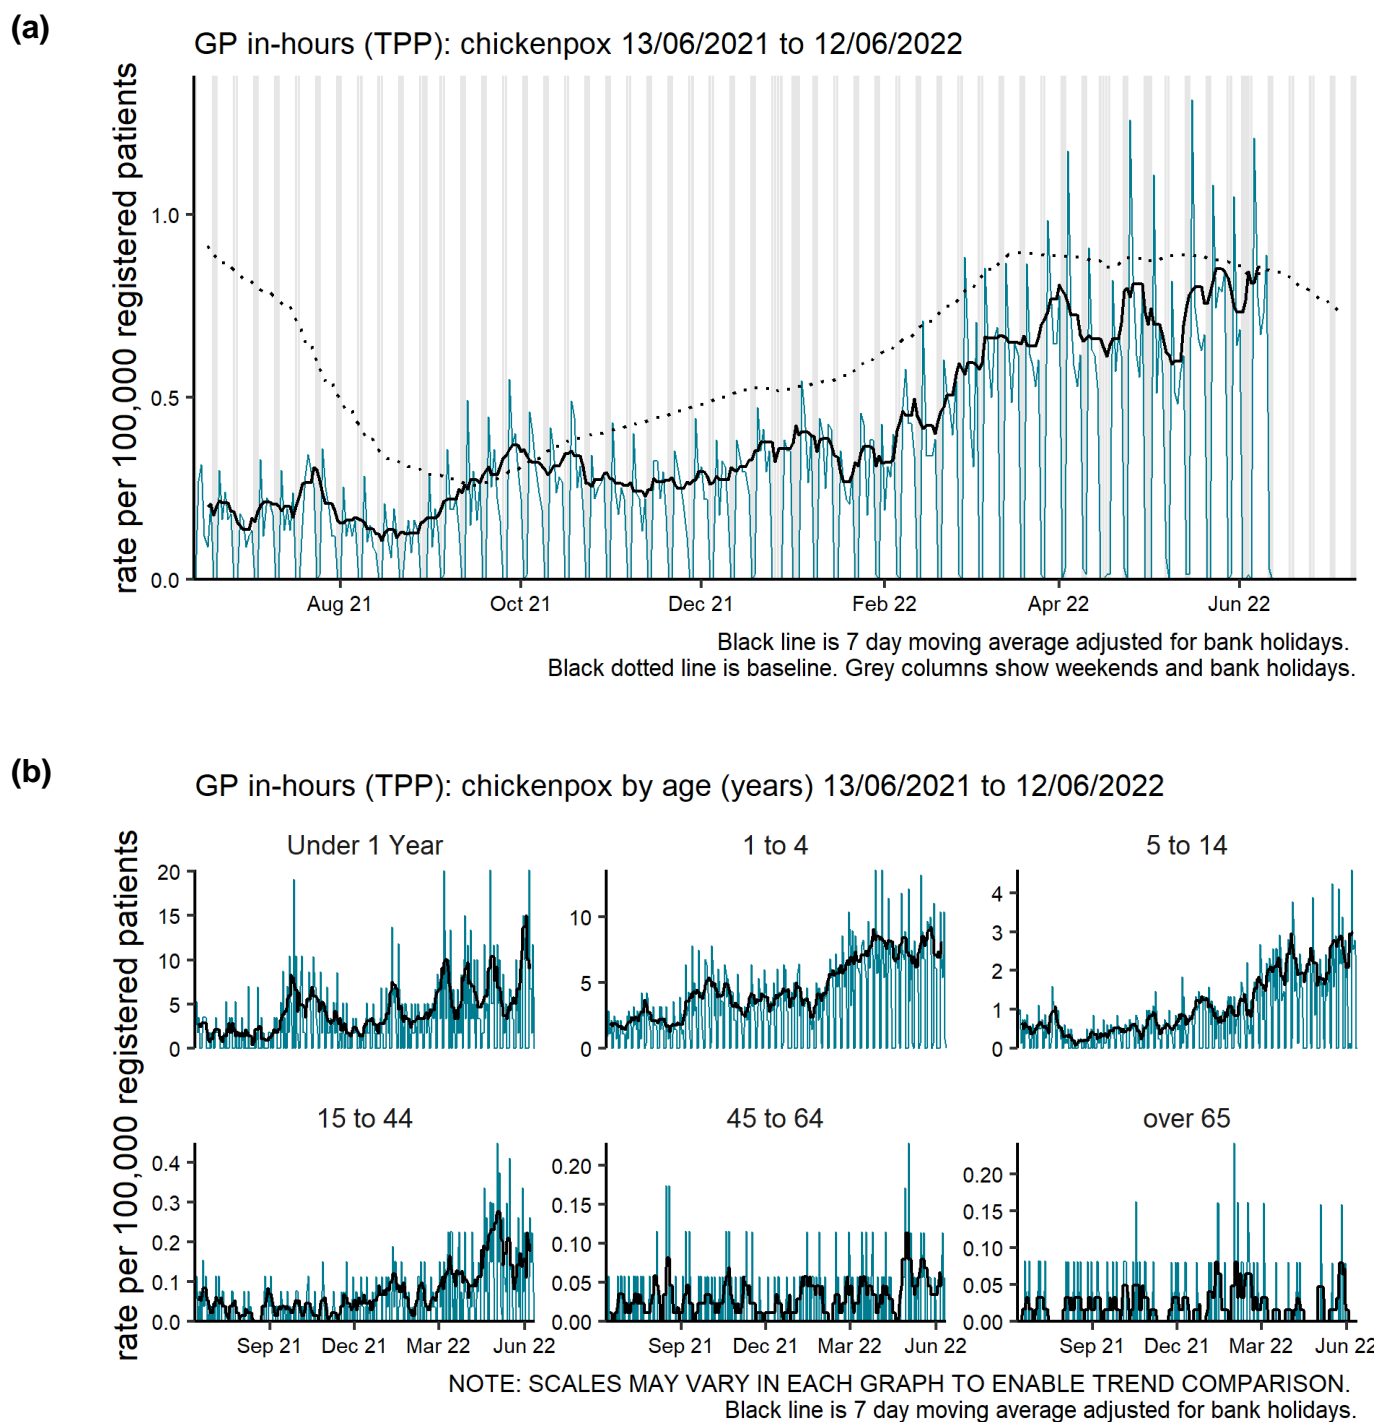 (a)
GP in-hours (TPP): chickenpox 13/06/2021 to 12/06/2022
rate per 100,000 registered patients
1.0
0.5
0.0
Aug 21 Oct 21 Dec 21 Feb 22 Apr 22 Jun 22
Black line is 7 day moving average adjusted for bank holidays.
Black dotted line is baseline. Grey columns show weekends and bank holidays.
(b)
GP in-hours (TPP): chickenpox by age (years) 13/06/2021 to 12/06/2022
rate per 100,000 registered patients
Under 1 Year
20
15
10
5
0
1 to 4
10
5
0
5 to 14
4
3
2
1
0
15 to 44
0.4
0.3
0.2
0.1
0.0
Sep 21 Dec 21 Mar 22 Jun 22
45 to 64
0.20
0.15
0.10
0.05
0.00
Sep 21 Dec 21 Mar 22 Jun 22
over 65
0.20
0.15
0.10
0.05
0.00
Sep 21 Dec 21 Mar 22 Jun 22
NOTE: SCALES MAY VARY IN EACH GRAPH TO ENABLE TREND COMPARISON.
Black line is 7 day moving average adjusted for bank holidays.